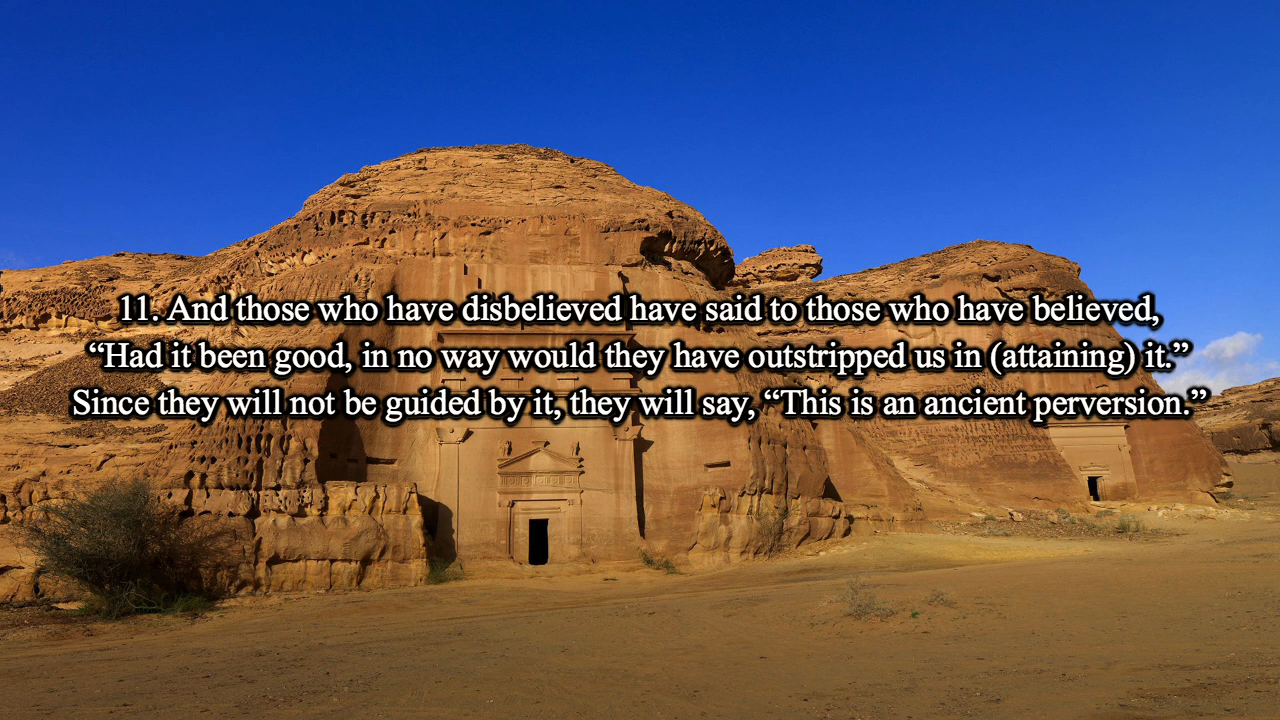 11. And those who have disbelieved have said to those who have believed,
“Had it been good, in no way would they have outstripped us in (attaining) it.”
Since they will not be guided by it, they will say, “This is an ancient perversion.”